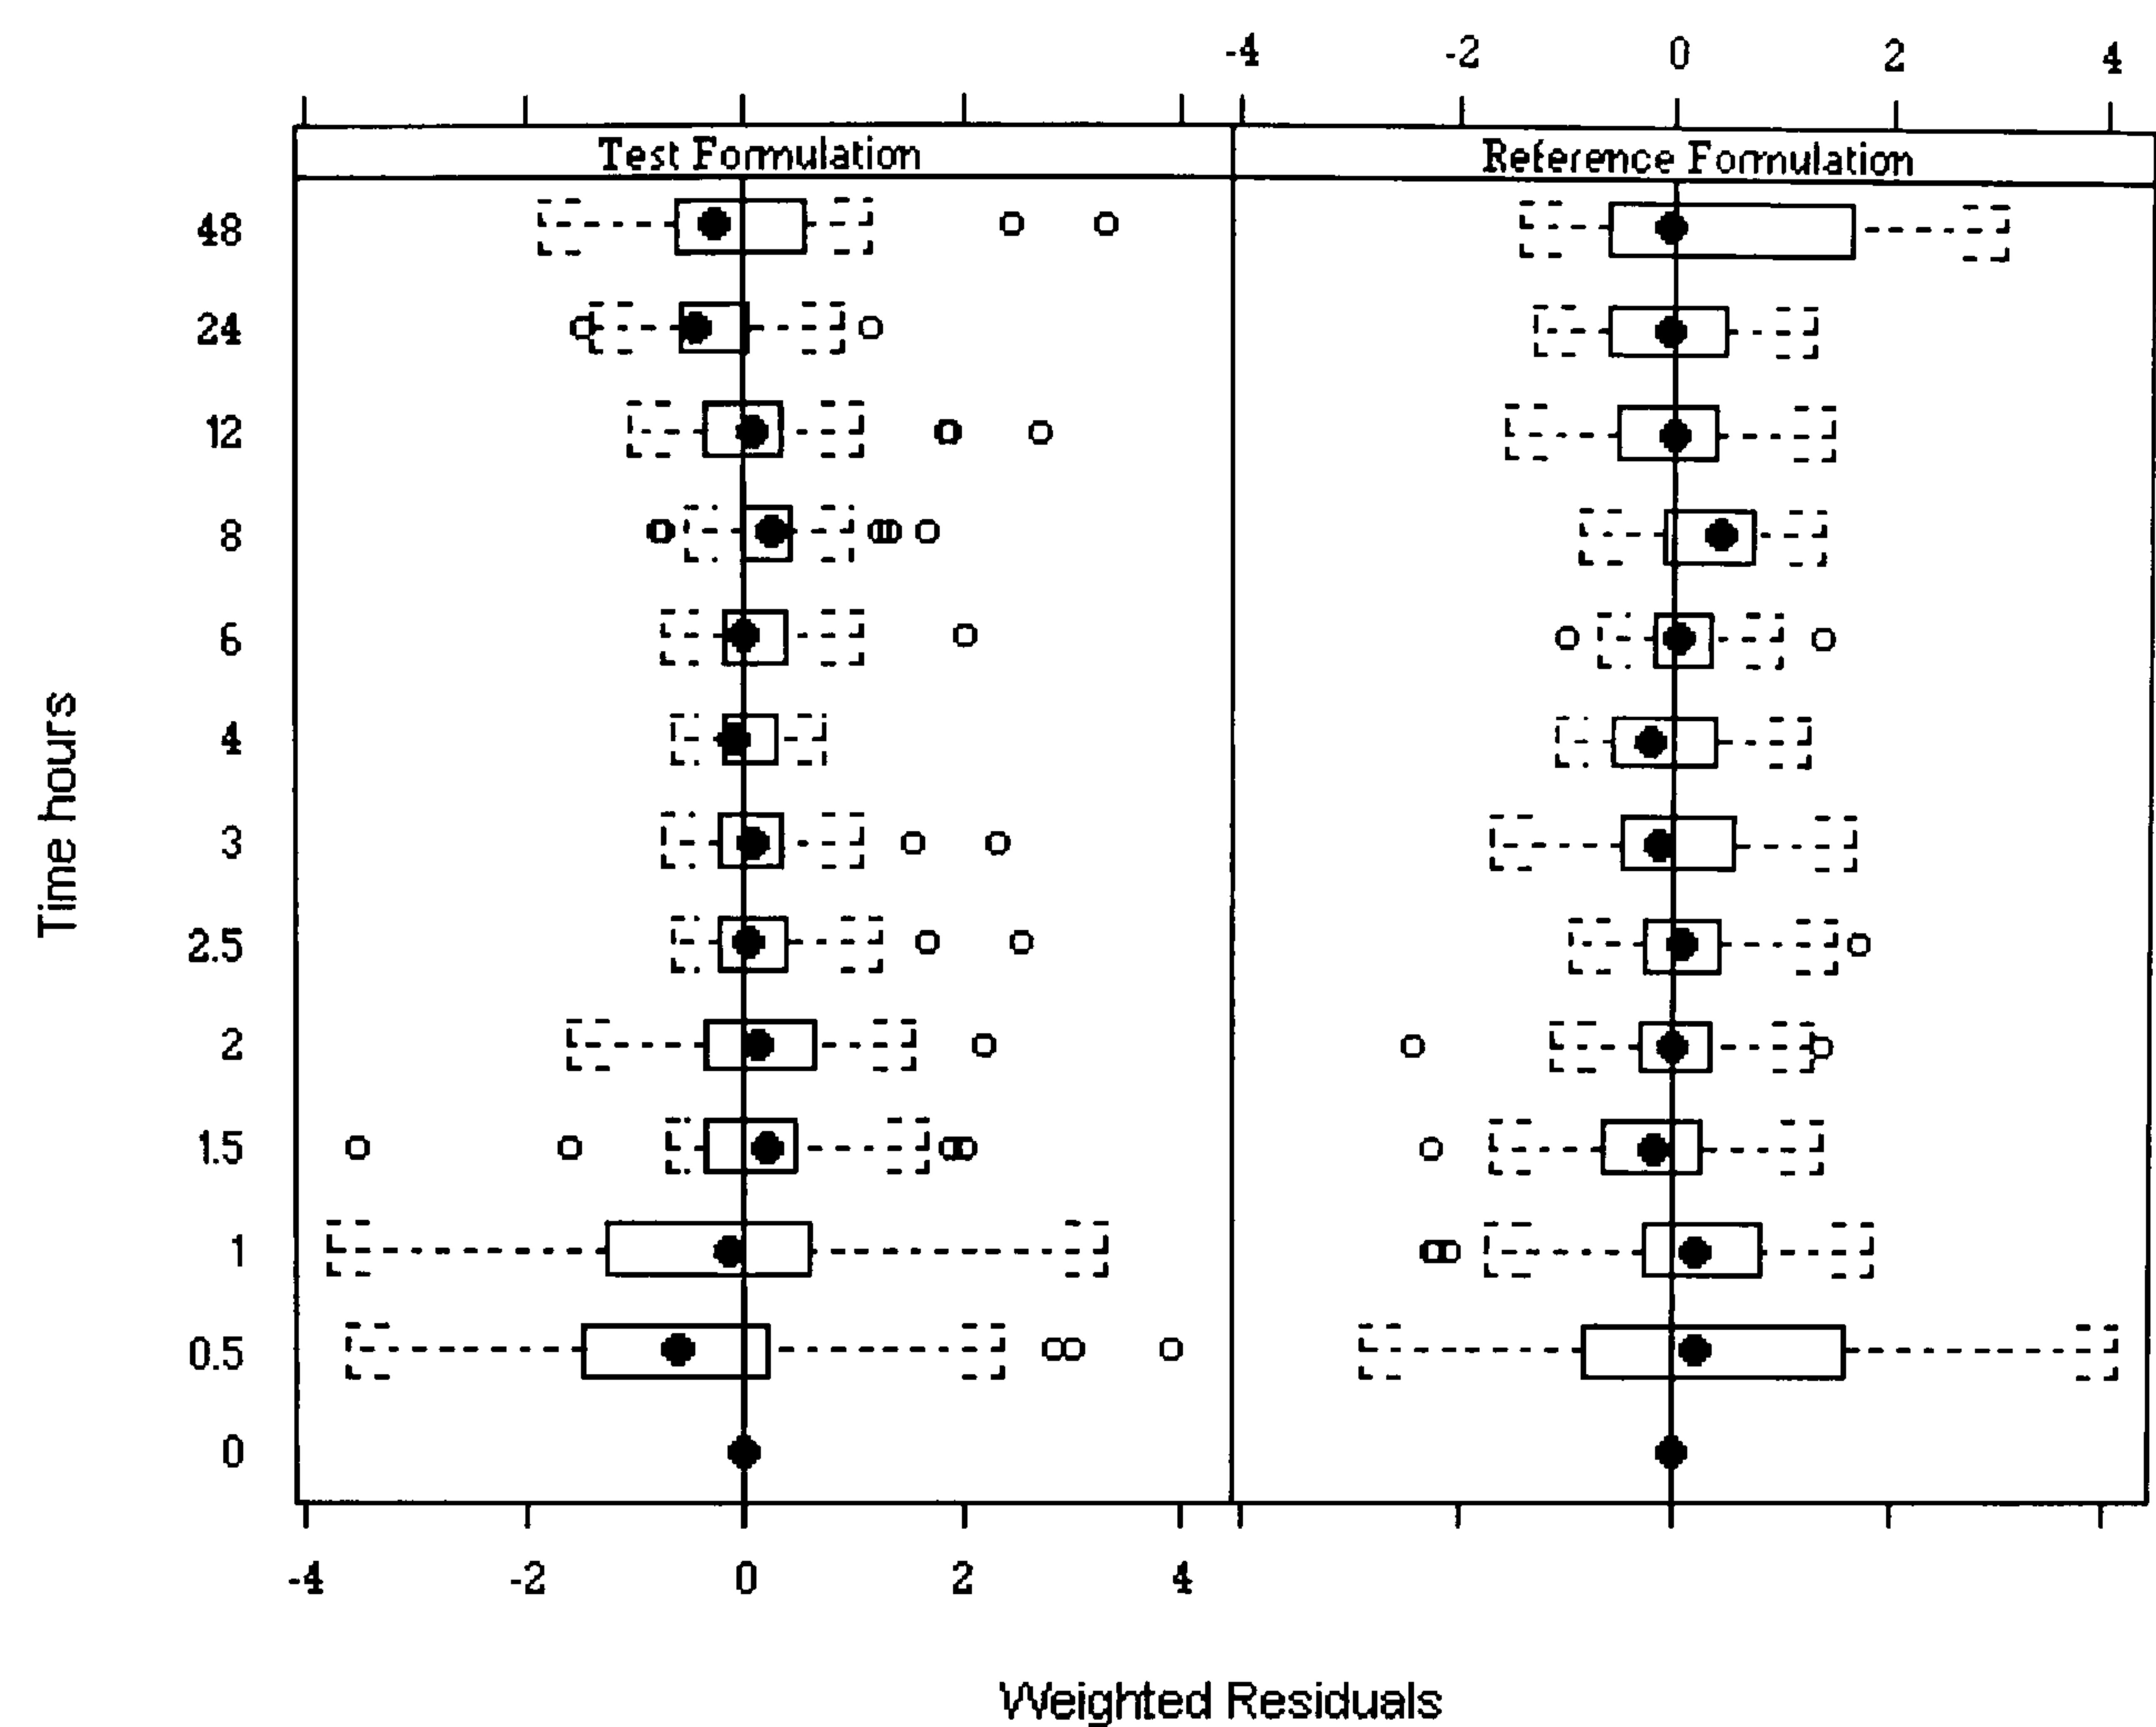 -4 -2 0 2 4
Test Formulation Reference Formulation
48
24
12
8
6
4
3
2.5
2
1.5
1
0.5
0
Time hours
-4 -2 0 2 4
Weighted Residuals